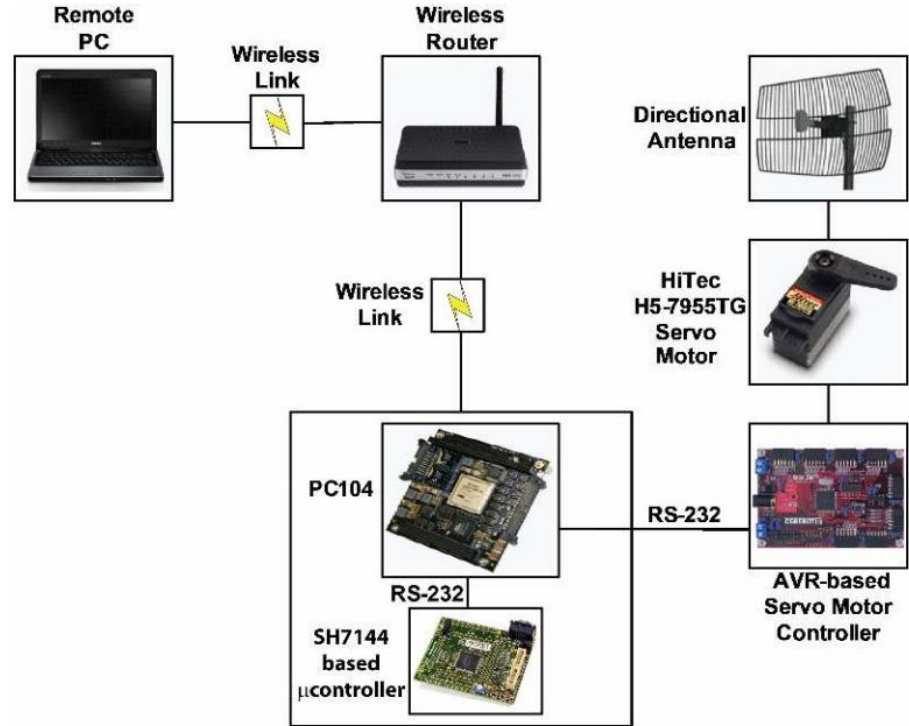 Remote
PC
Wireless
Link
Wireless
Router
Directional
Antenna
Wireless
Link
HiTec
H5-7955TG
Servo
Motor
PC104
RS-232
RS-232
SH7144
based
μcontroller
AVR-based
Servo Motor
Controller